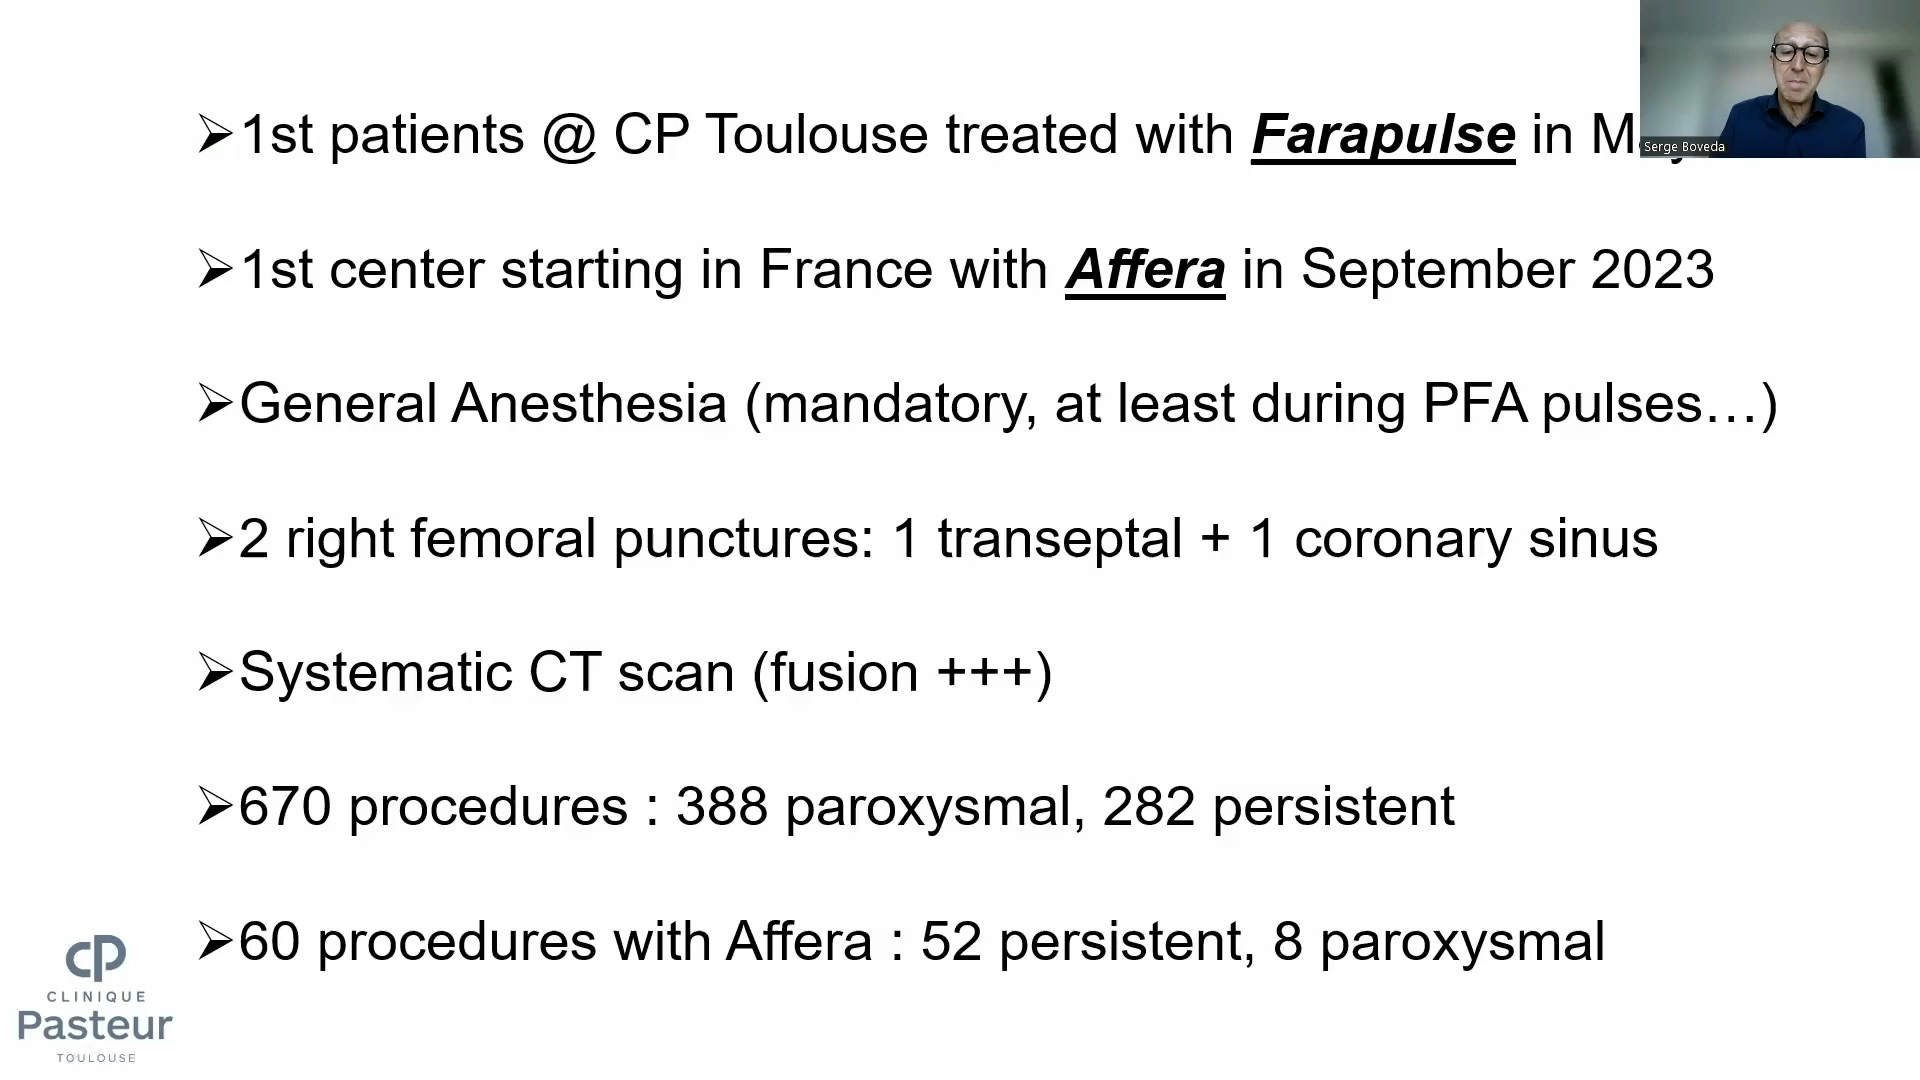 ➢1st patients @ CP Toulouse treated with Farapulse in
➢1st center starting in France with Affera in September 2023
➢General Anesthesia (mandatory, at least during PFA pulses…)
➢2 right femoral punctures: 1 transeptal + 1 coronary sinus
➢Systematic CT scan (fusion +++)
➢670 procedures : 388 paroxysmal, 282 persistent
➢60 procedures with Affera : 52 persistent, 8 paroxysmal
Serge Boveda
cP
CLINIQUE
Pasteur
TOULOUSE